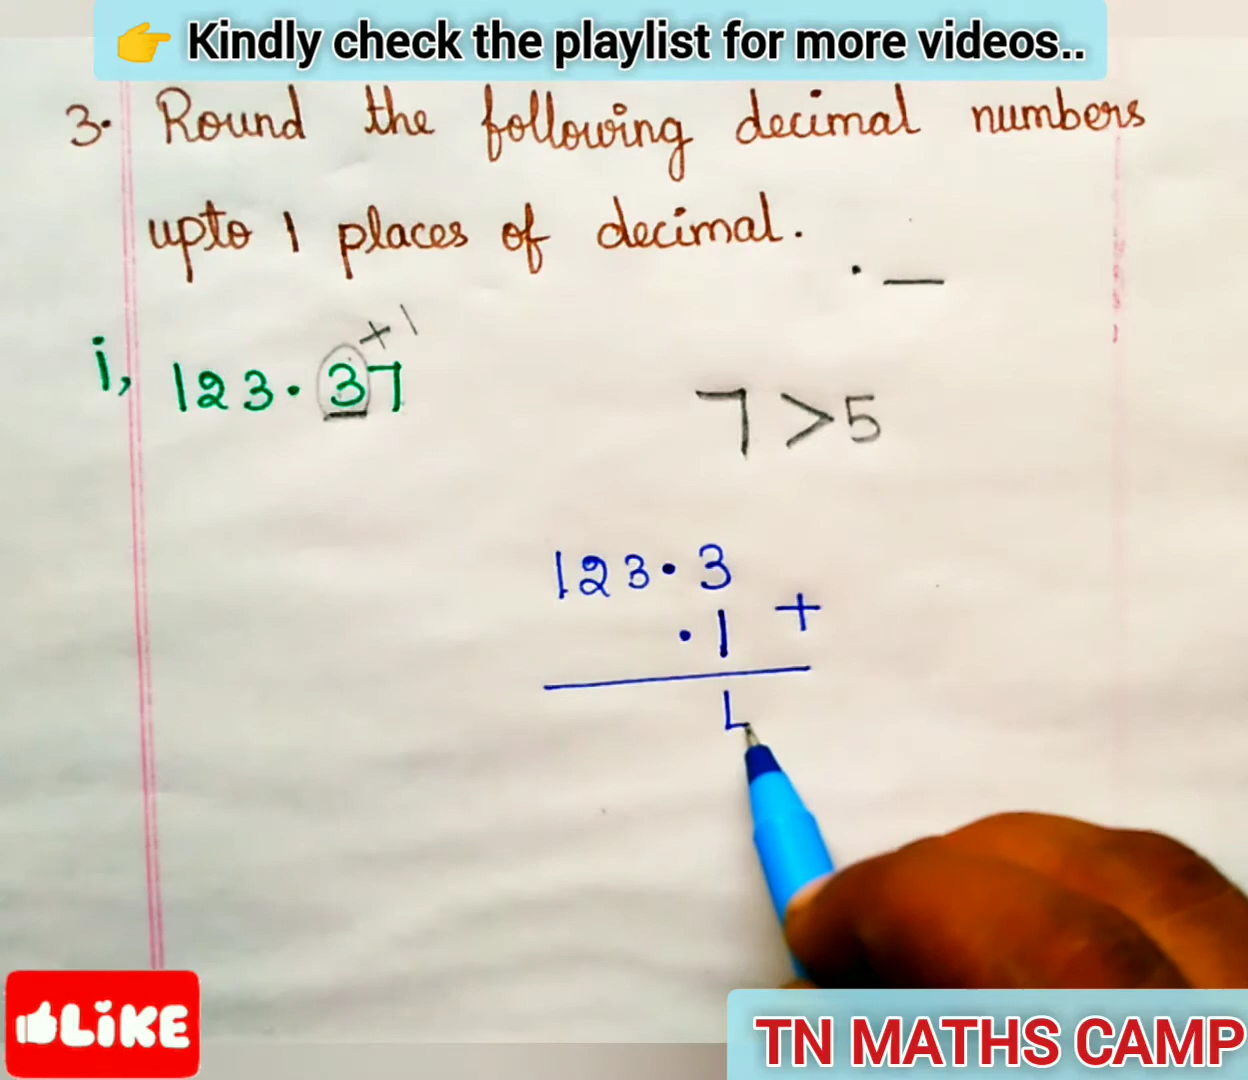 👉 Kindly check the playlist for more videos..
3. Round the following decimal numbers
upto 1 places of decimal.
. _
i, 123.37 +1
7 > 5
123.3
.1 +
LIKE
TN MATHS CAMP